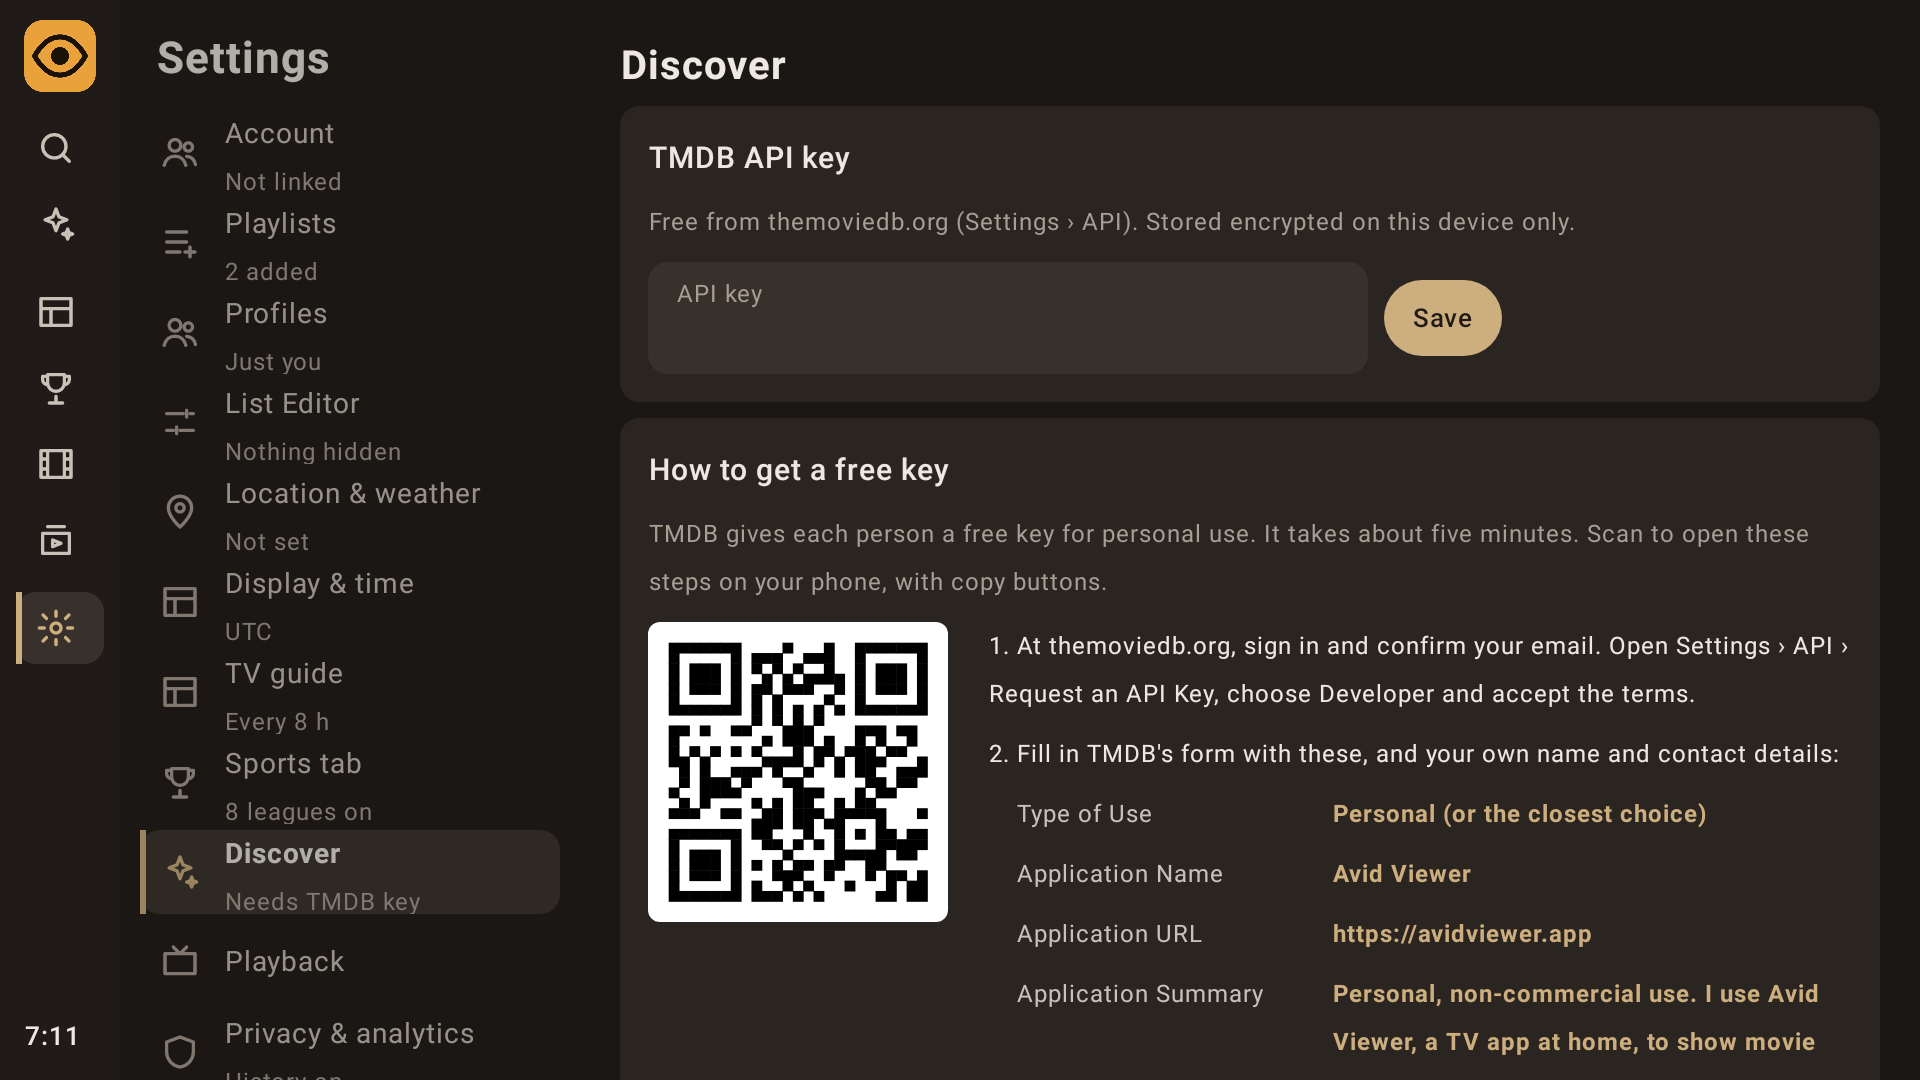 Settings
Account
Not linked
Playlists
2 added
Profiles
Just you
List Editor
Nothing hidden
Location & weather
Not set
Display & time
UTC
TV guide
Every 8 h
Sports tab
8 leagues on
Discover
Needs TMDB key
Playback
Privacy & analytics
History on
7:11
Discover
TMDB API key
Free from themoviedb.org (Settings › API). Stored encrypted on this device only.
API key
Save
How to get a free key
TMDB gives each person a free key for personal use. It takes about five minutes. Scan to open these
steps on your phone, with copy buttons.
1. At themoviedb.org, sign in and confirm your email. Open Settings › API ›
Request an API Key, choose Developer and accept the terms.
2. Fill in TMDB's form with these, and your own name and contact details:
Type of Use Personal (or the closest choice)
Application Name Avid Viewer
Application URL https://avidviewer.app
Application Summary Personal, non-commercial use. I use Avid
Viewer, a TV app at home, to show movie